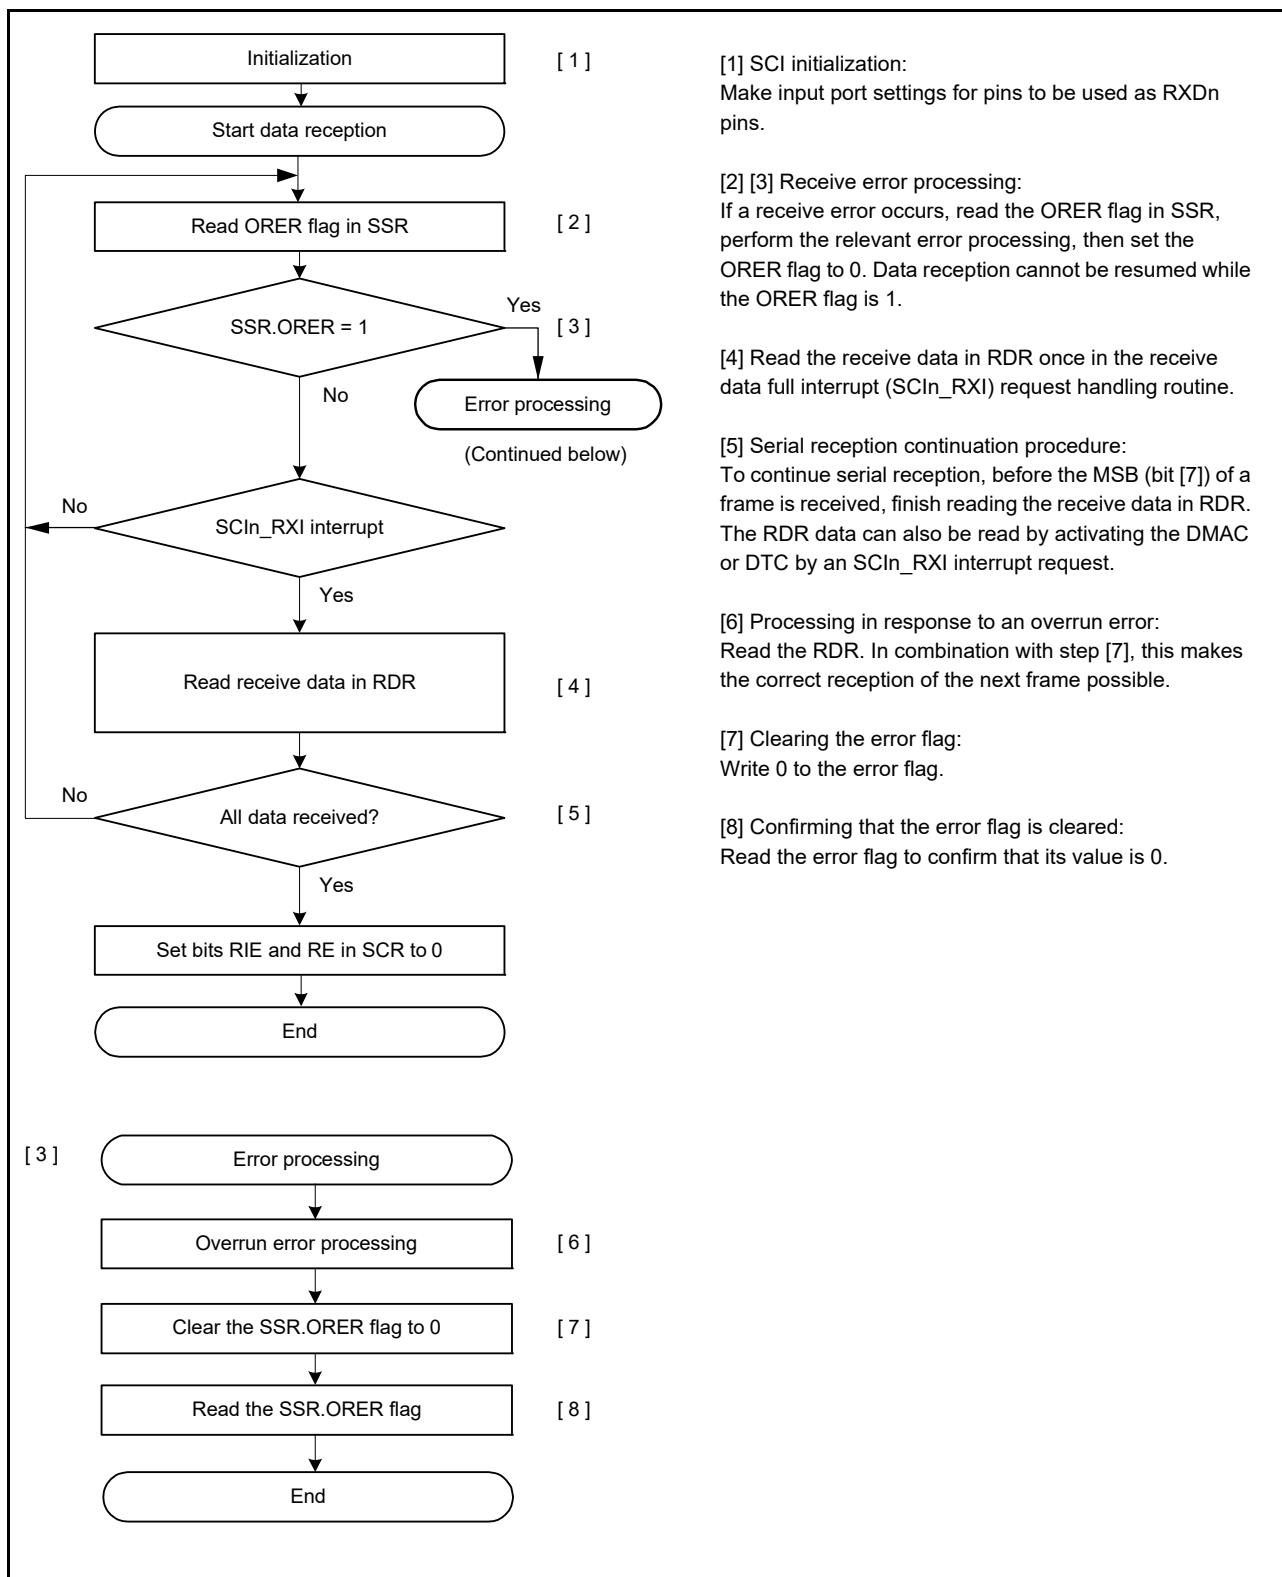 Initialization
[ 1 ]
Start data reception
Read ORER flag in SSR
[ 2 ]
SSR.ORER = 1
Yes
[ 3 ]
No
Error processing
(Continued below)
No
SCIn_RXI interrupt
Yes
Read receive data in RDR
[ 4 ]
No
All data received?
[ 5 ]
Yes
Set bits RIE and RE in SCR to 0
End
[1] SCI initialization:
Make input port settings for pins to be used as RXDn
pins.
[2] [3] Receive error processing:
If a receive error occurs, read the ORER flag in SSR,
perform the relevant error processing, then set the
ORER flag to 0. Data reception cannot be resumed while
the ORER flag is 1.
[4] Read the receive data in RDR once in the receive
data full interrupt (SCIn_RXI) request handling routine.
[5] Serial reception continuation procedure:
To continue serial reception, before the MSB (bit [7]) of a
frame is received, finish reading the receive data in RDR.
The RDR data can also be read by activating the DMAC
or DTC by an SCIn_RXI interrupt request.
[6] Processing in response to an overrun error:
Read the RDR. In combination with step [7], this makes
the correct reception of the next frame possible.
[7] Clearing the error flag:
Write 0 to the error flag.
[8] Confirming that the error flag is cleared:
Read the error flag to confirm that its value is 0.
[ 3 ]
Error processing
Overrun error processing
[ 6 ]
Clear the SSR.ORER flag to 0
[ 7 ]
Read the SSR.ORER flag
[ 8 ]
End